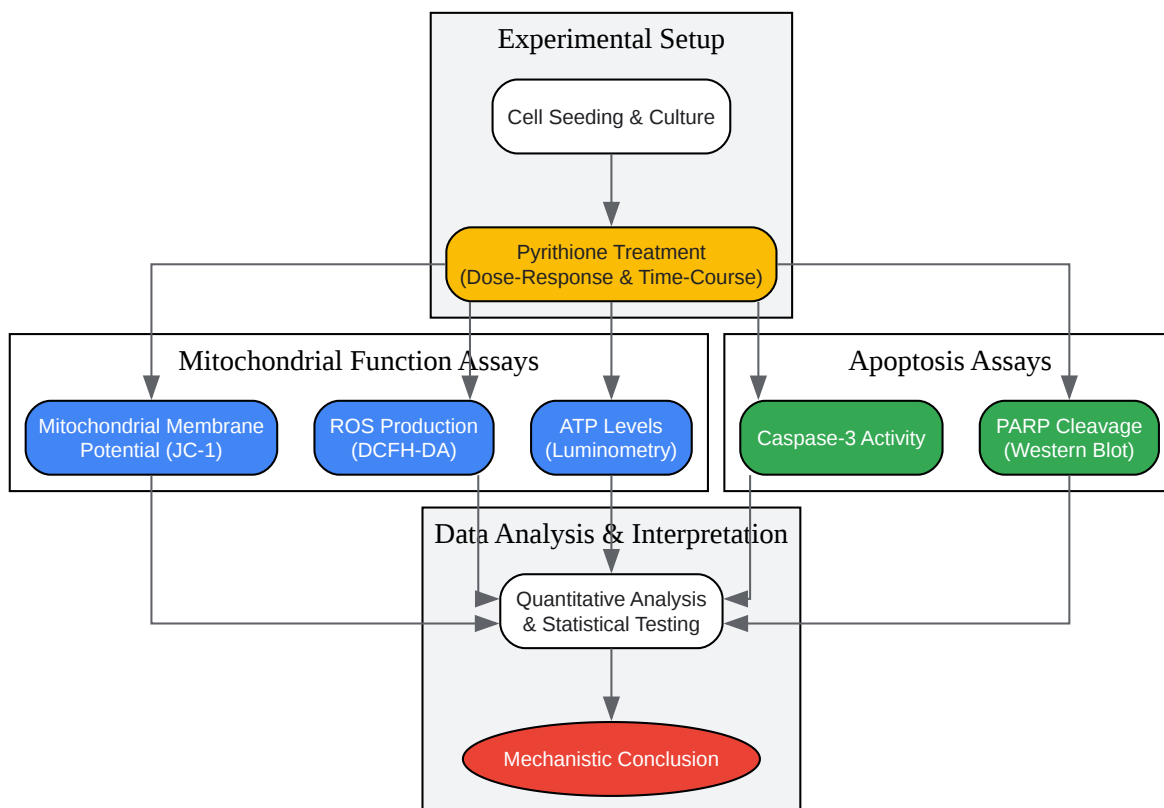 Experimental Setup
Cell Seeding & Culture
Pyrithione Treatment
(Dose-Response & Time-Course)
Mitochondrial Function Assays
Mitochondrial Membrane
Potential (JC-1)
ROS Production
(DCFH-DA)
ATP Levels
(Luminometry)
Apoptosis Assays
Caspase-3 Activity
PARP Cleavage
(Western Blot)
Data Analysis & Interpretation
Quantitative Analysis
& Statistical Testing
Mechanistic Conclusion